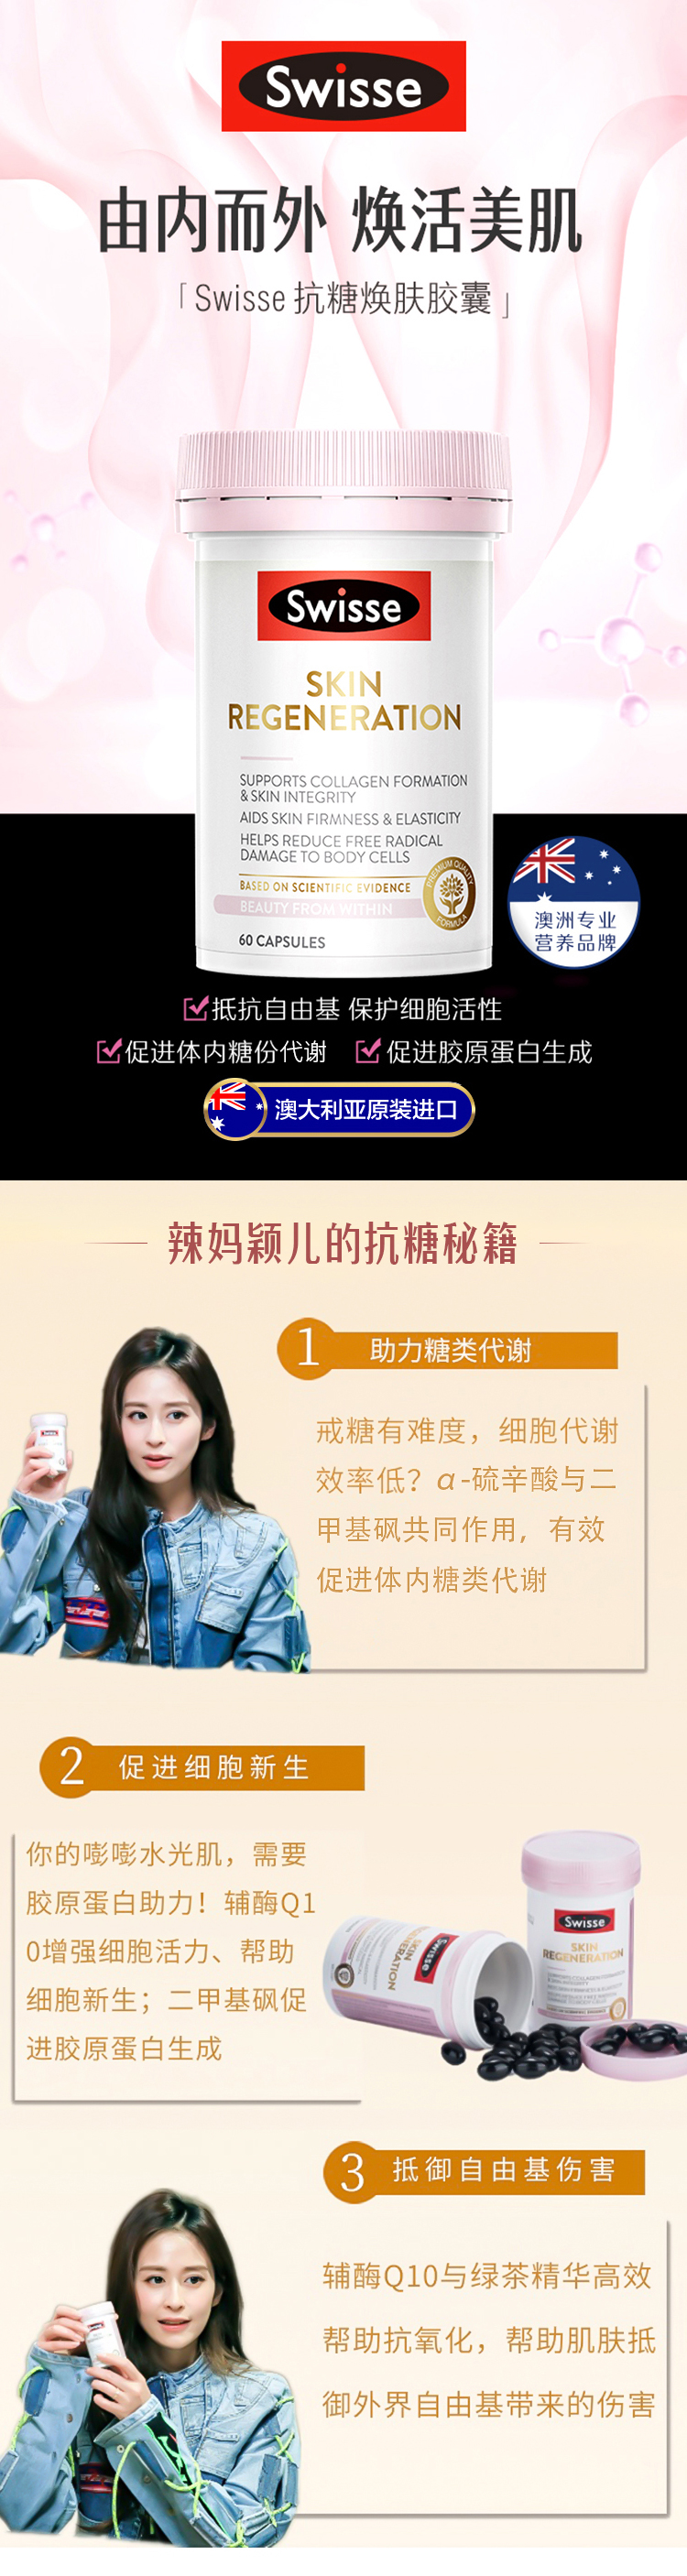 Swisse
由内而外 焕活美肌
「Swisse 抗糖焕肤胶囊」
Swisse
SKIN
REGENERATION
SUPPORTS COLLAGEN FORMATION
& SKIN INTEGRITY
AIDS SKIN FIRMNESS & ELASTICITY
HELPS REDUCE FREE RADICAL
DAMAGE TO BODY CELLS
BASED ON SCIENTIFIC EVIDENCE
BEAUTY FROM WITHIN
PREMIUM QUALITY
FORMULA
60 CAPSULES
澳洲专业
营养品牌
抵抗自由基 保护细胞活性
促进体内糖份代谢 促进胶原蛋白生成
澳大利亚原装进口
辣妈颖儿的抗糖秘籍
1 助力糖类代谢
戒糖有难度，细胞代谢
效率低？α-硫辛酸与二
甲基砜共同作用，有效
促进体内糖类代谢
2 促进细胞新生
你的嘭嘭水光肌，需要
胶原蛋白助力！辅酶Q1
0增强细胞活力、帮助
细胞新生；二甲基砜促
进胶原蛋白生成
Swisse
SKIN
REGENERATION
Swisse
SKIN
REGENERATION
3 抵御自由基伤害
辅酶Q10与绿茶精华高效
帮助抗氧化，帮助肌肤抵
御外界自由基带来的伤害